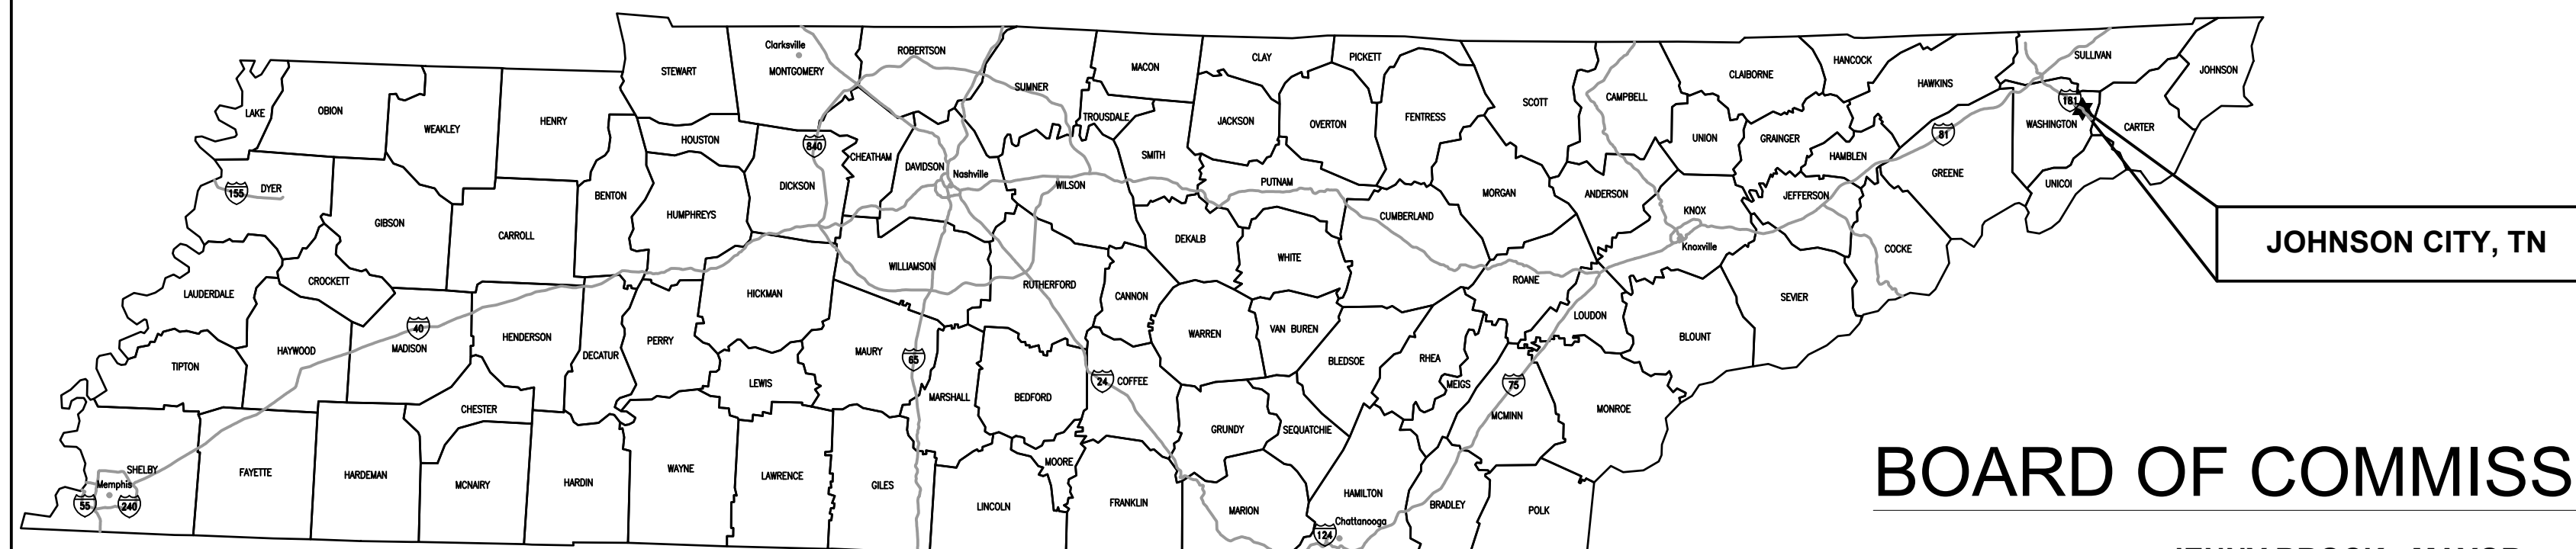 Clarksville
STEWART
MONTGOMERY
ROBERTSON
SUMNER
MACON
CLAY
PICKETT
SCOTT
CAMPBELL
CLAIBORNE
HANCOCK
HAWKINS
SULLIVAN
JOHNSON
LAKE
OBION
WEAKLEY
HENRY
HOUSTON
840
CHEATHAM
DAVIDSON
Nashville
TROUSDALE
SMITH
JACKSON
OVERTON
FENTRESS
UNION
GRAINGER
HAMBLEN
81
GREENE
181
WASHINGTON
CARTER
UNICOI
155
DYER
GIBSON
CARROLL
BENTON
HUMPHREYS
DICKSON
WILSON
PUTNAM
CUMBERLAND
MORGAN
ANDERSON
KNOX
Knoxville
JEFFERSON
COCKE
JOHNSON CITY, TN
LAUDERDALE
CROCKETT
HICKMAN
WILLIAMSON
RUTHERFORD
CANNON
DEKALB
WHITE
ROANE
LOUDON
BLOUNT
SEVIER
TIPTON
HAYWOOD
40
MADISON
HENDERSON
DECATUR
PERRY
LEWIS
MAURY
65
MARSHALL
BEDFORD
24
COFFEE
WARREN
VAN BUREN
BLEDSOE
RHEA
MEIGS
75
MCMINN
MONROE
CHESTER
SHELBY
Memphis
55
240
FAYETTE
HARDEMAN
MCNAIRY
HARDIN
WAYNE
LAWRENCE
GILES
LINCOLN
MOORE
FRANKLIN
GRUNDY
SEQUATCHIE
MARION
HAMILTON
Chattanooga
124
BRADLEY
POLK
BOARD OF COMMISS